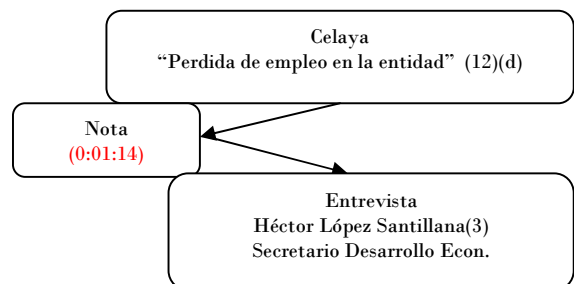 Celaya
“Perdida de empleo en la entidad” (12)(d)
Nota
(0:01:14)
Entrevista
Héctor López Santillana(3)
Secretario Desarrollo Econ.